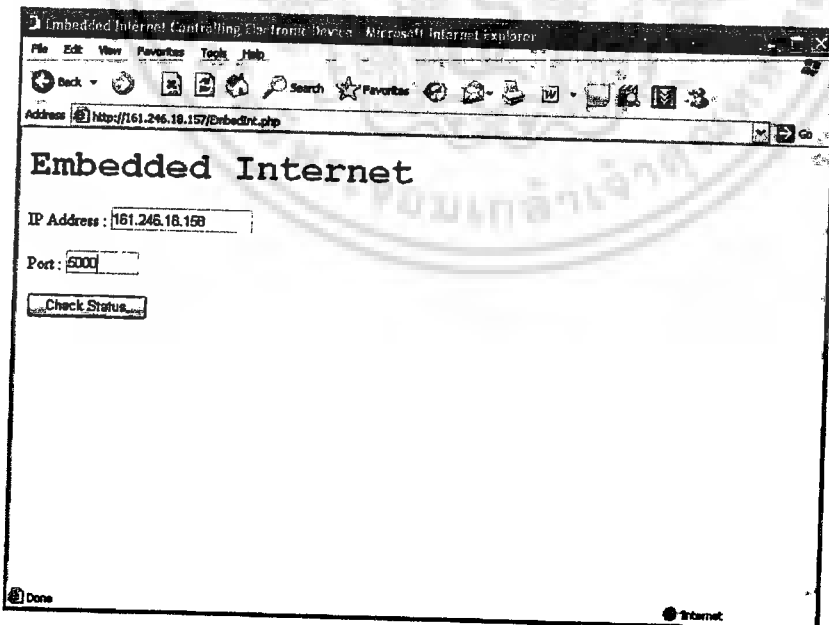 Embedded Internet Controlling Electronic Device - Microsoft Internet Explorer
File Edit View Favorites Tools Help
Back Search Favorites
Address http://161.246.18.157/EmbedInt.php Go
Embedded Internet
IP Address : 161.246.18.158
Port : 5000
Check Status
Done Internet